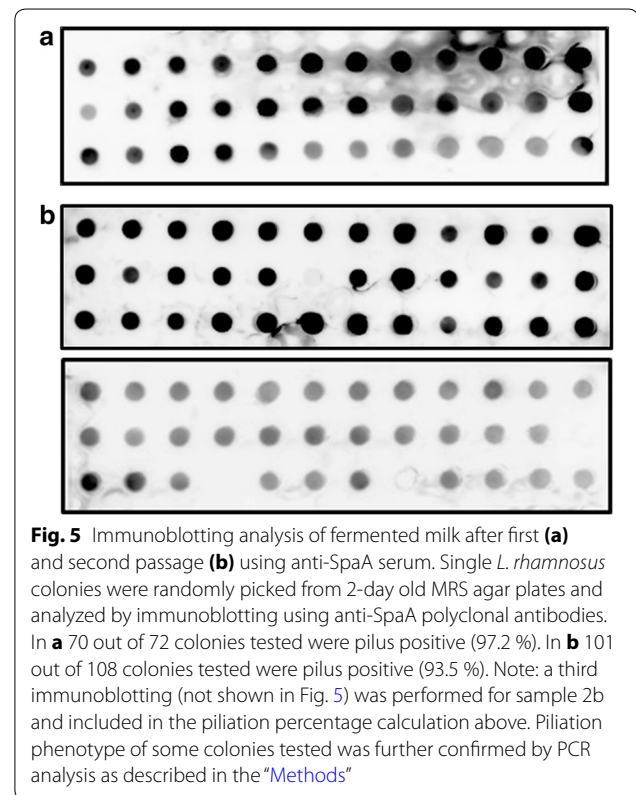 a
b
Fig. 5 Immunoblotting analysis of fermented milk after first (a)
and second passage (b) using anti-SpaA serum. Single L. rhamnosus
colonies were randomly picked from 2-day old MRS agar plates and
analyzed by immunoblotting using anti-SpaA polyclonal antibodies.
In a 70 out of 72 colonies tested were pilus positive (97.2 %). In b 101
out of 108 colonies tested were pilus positive (93.5 %). Note: a third
immunoblotting (not shown in Fig. 5) was performed for sample 2b
and included in the piliation percentage calculation above. Piliation
phenotype of some colonies tested was further confirmed by PCR
analysis as described in the “Methods”